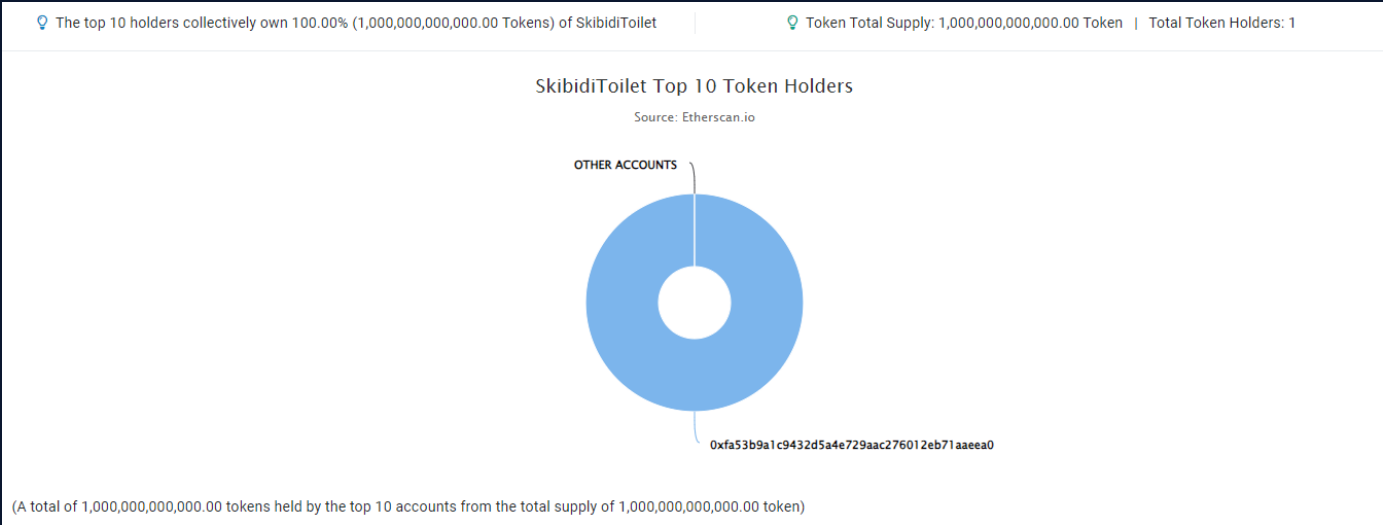 The top 10 holders collectively own 100.00% (1,000,000,000,000.00 Tokens) of SkibidiToilet
Token Total Supply: 1,000,000,000,000.00 Token | Total Token Holders: 1
SkibidiToilet Top 10 Token Holders
Source: Etherscan.io
OTHER ACCOUNTS
0xfa53b9a1c9432d5a4e729aac276012eb71aaeea0
(A total of 1,000,000,000,000.00 tokens held by the top 10 accounts from the total supply of 1,000,000,000,000.00 token)